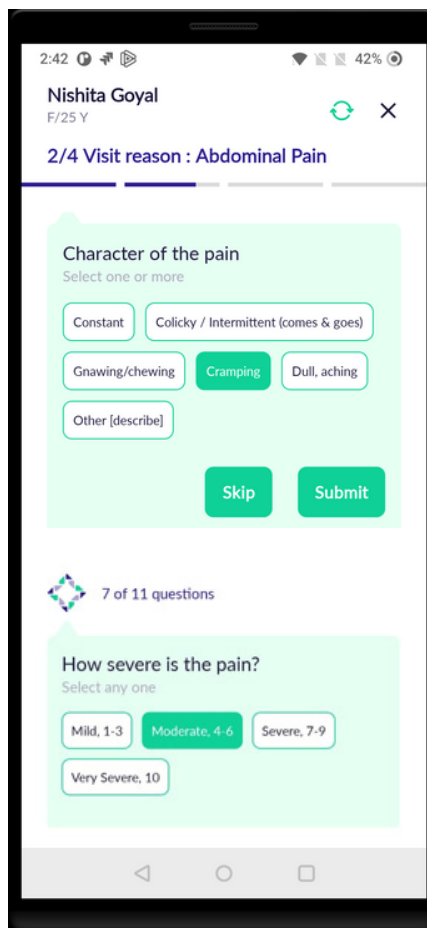 2:42
42%
Nishita Goyal
F/25 Y
2/4 Visit reason : Abdominal Pain
Character of the pain
Select one or more
Constant
Colicky / Intermittent (comes & goes)
Gnawing/chewing
Cramping
Dull, aching
Other [describe]
Skip
Submit
7 of 11 questions
How severe is the pain?
Select any one
Mild, 1-3
Moderate, 4-6
Severe, 7-9
Very Severe, 10